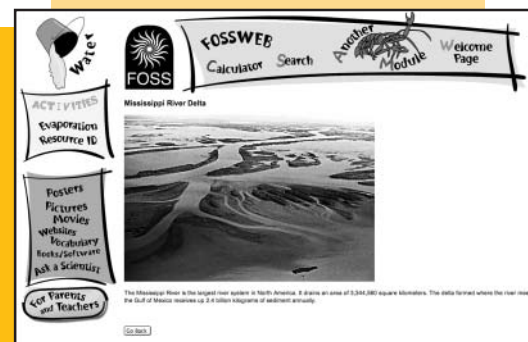 Water
FOSS
FOSSWEB
Calculator Search
Another Module
Welcome Page
ACTIVITIES
Evaporation
Resource ID
Posters
Pictures
Movies
Websites
Vocabulary
Books/Software
Ask a Scientist
For Parents
and Teachers
Mississippi River Delta
The Mississippi River is the largest river system in North America. It drains an area of 3,344,560 square kilometers. The delta formed where the river
the Gulf of Mexico receives up 2.4 billion kilograms of sediment annually.
Go Back